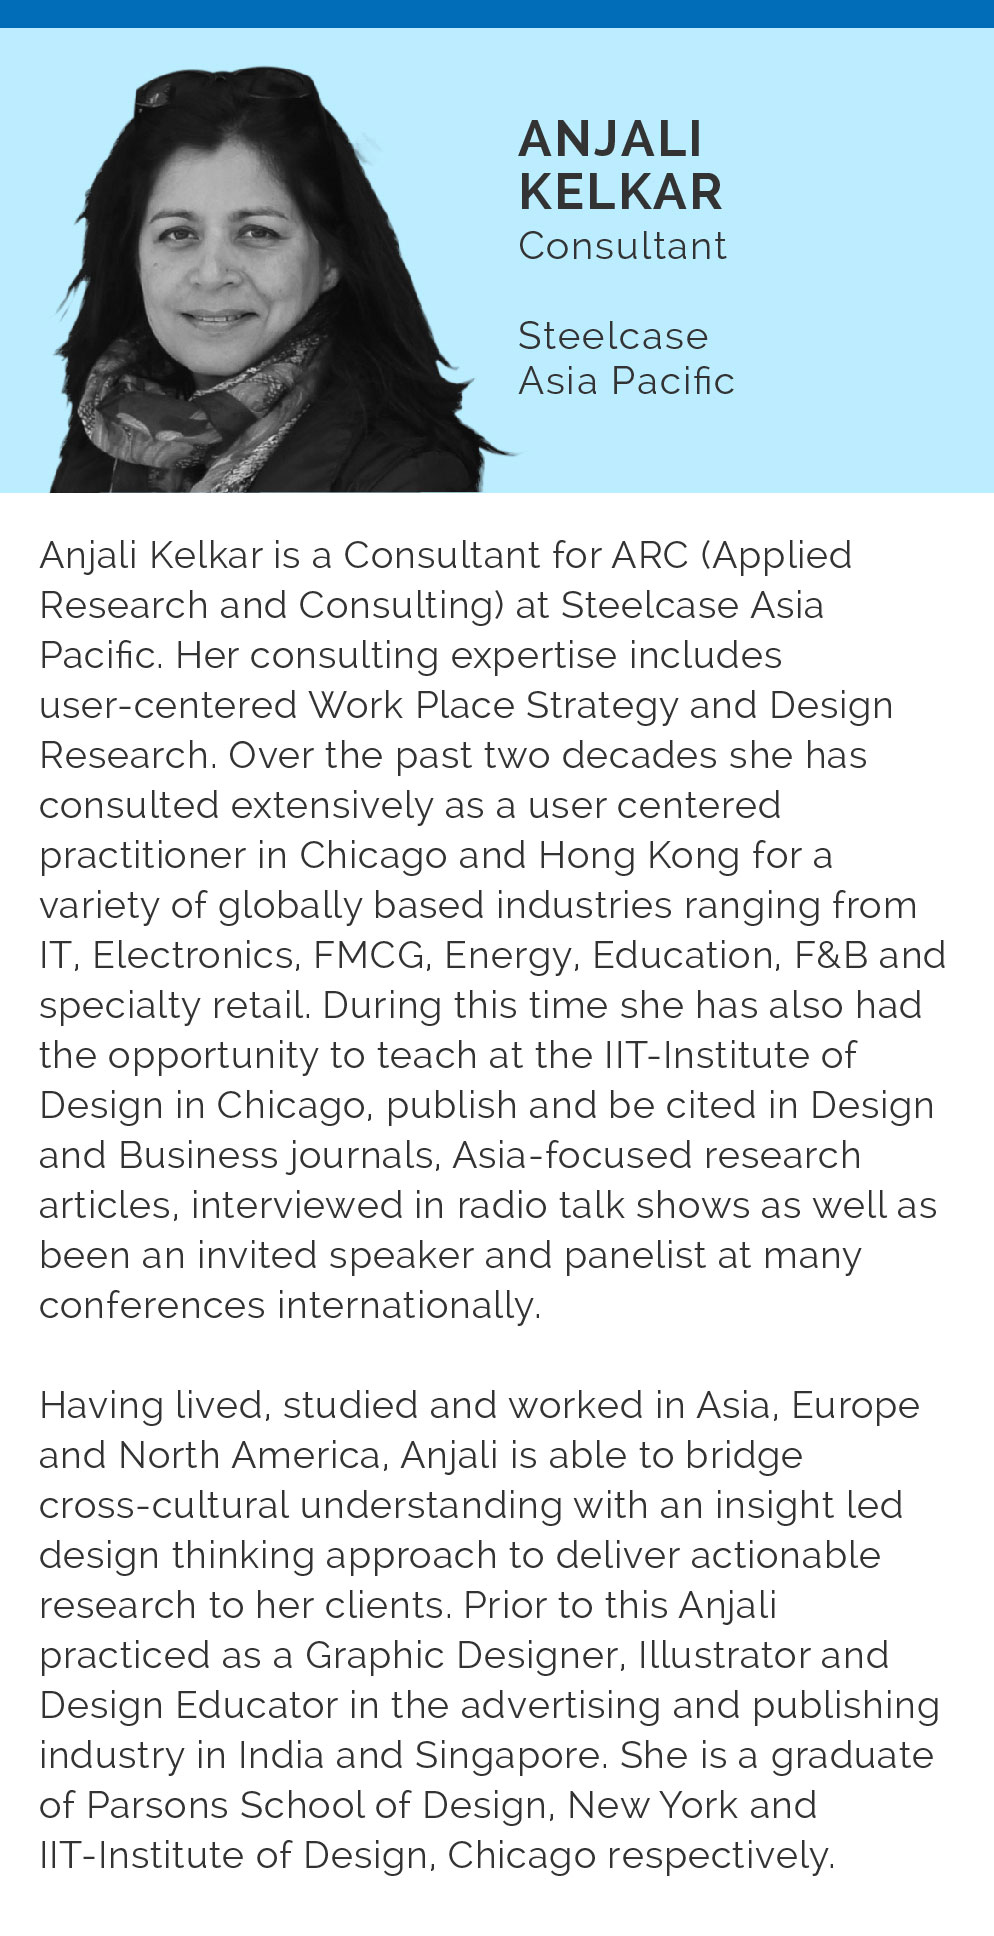 ANJALI
KELKAR
Consultant
Steelcase
Asia Pacific
Anjali Kelkar is a Consultant for ARC (Applied
Research and Consulting) at Steelcase Asia
Pacific. Her consulting expertise includes
user-centered Work Place Strategy and Design
Research. Over the past two decades she has
consulted extensively as a user centered
practitioner in Chicago and Hong Kong for a
variety of globally based industries ranging from
IT, Electronics, FMCG, Energy, Education, F&B and
specialty retail. During this time she has also had
the opportunity to teach at the IIT-Institute of
Design in Chicago, publish and be cited in Design
and Business journals, Asia-focused research
articles, interviewed in radio talk shows as well as
been an invited speaker and panelist at many
conferences internationally.
Having lived, studied and worked in Asia, Europe
and North America, Anjali is able to bridge
cross-cultural understanding with an insight led
design thinking approach to deliver actionable
research to her clients. Prior to this Anjali
practiced as a Graphic Designer, Illustrator and
Design Educator in the advertising and publishing
industry in India and Singapore. She is a graduate
of Parsons School of Design, New York and
IIT-Institute of Design, Chicago respectively.